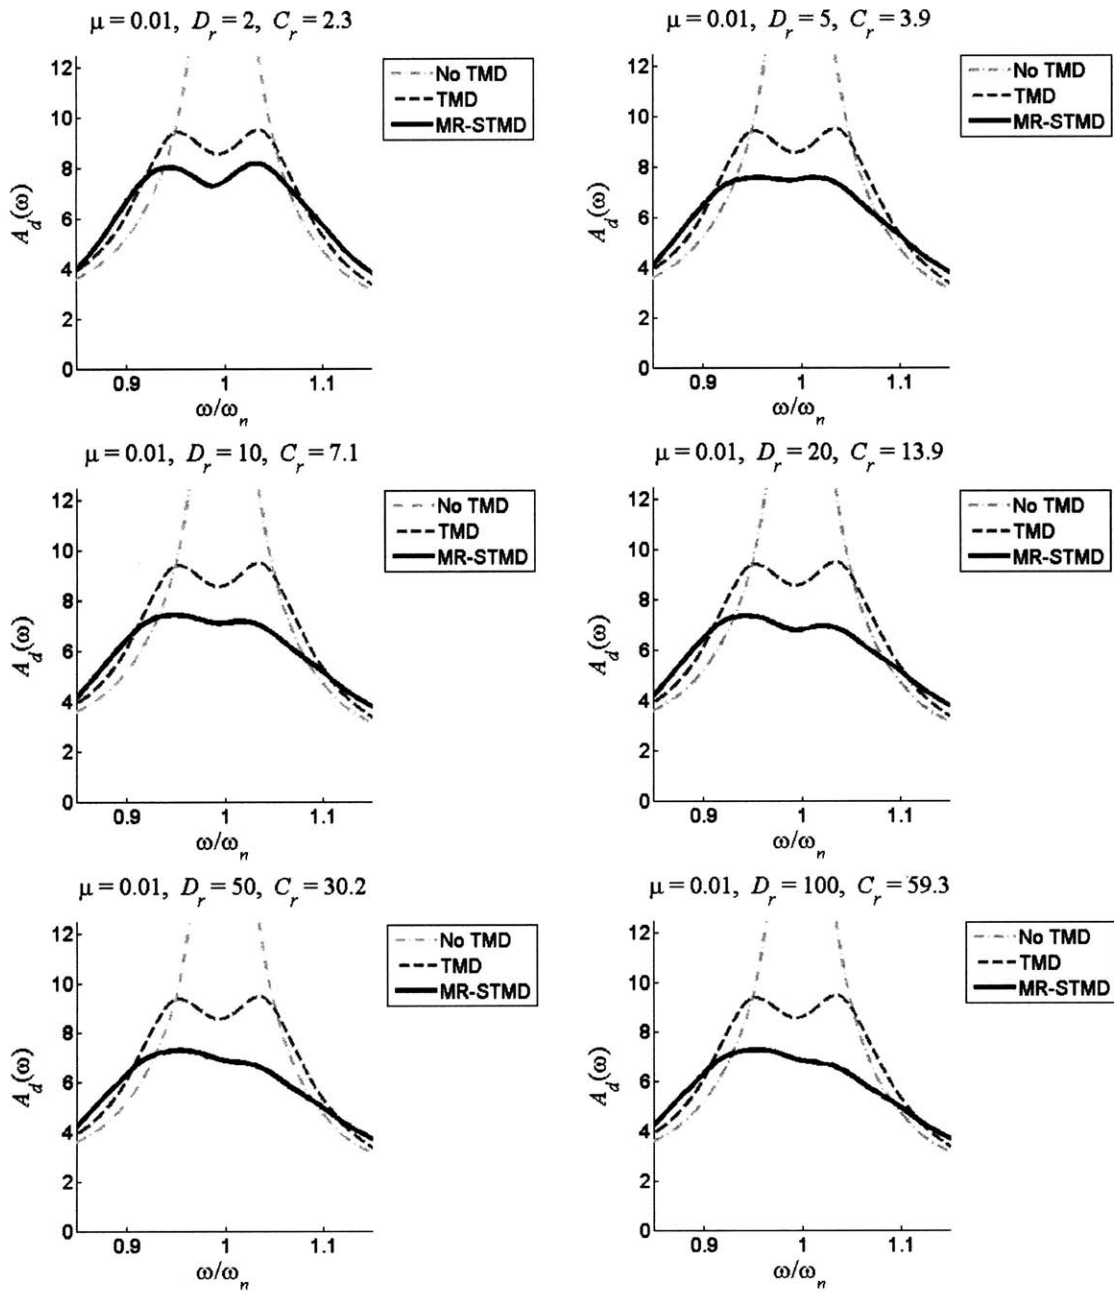 μ = 0.01, D_r = 2, C_r = 2.3
12
10
8
6
4
2
0
A_d(ω)
0.9 1 1.1
ω/ω_n
No TMD
TMD
MR-STMD
μ = 0.01, D_r = 5, C_r = 3.9
12
10
8
6
4
2
0
A_d(ω)
0.9 1 1.1
ω/ω_n
No TMD
TMD
MR-STMD
μ = 0.01, D_r = 10, C_r = 7.1
12
10
8
6
4
2
0
A_d(ω)
0.9 1 1.1
ω/ω_n
No TMD
TMD
MR-STMD
μ = 0.01, D_r = 20, C_r = 13.9
12
10
8
6
4
2
0
A_d(ω)
0.9 1 1.1
ω/ω_n
No TMD
TMD
MR-STMD
μ = 0.01, D_r = 50, C_r = 30.2
12
10
8
6
4
2
0
A_d(ω)
0.9 1 1.1
ω/ω_n
No TMD
TMD
MR-STMD
μ = 0.01, D_r = 100, C_r = 59.3
12
10
8
6
4
2
0
A_d(ω)
0.9 1 1.1
ω/ω_n
No TMD
TMD
MR-STMD